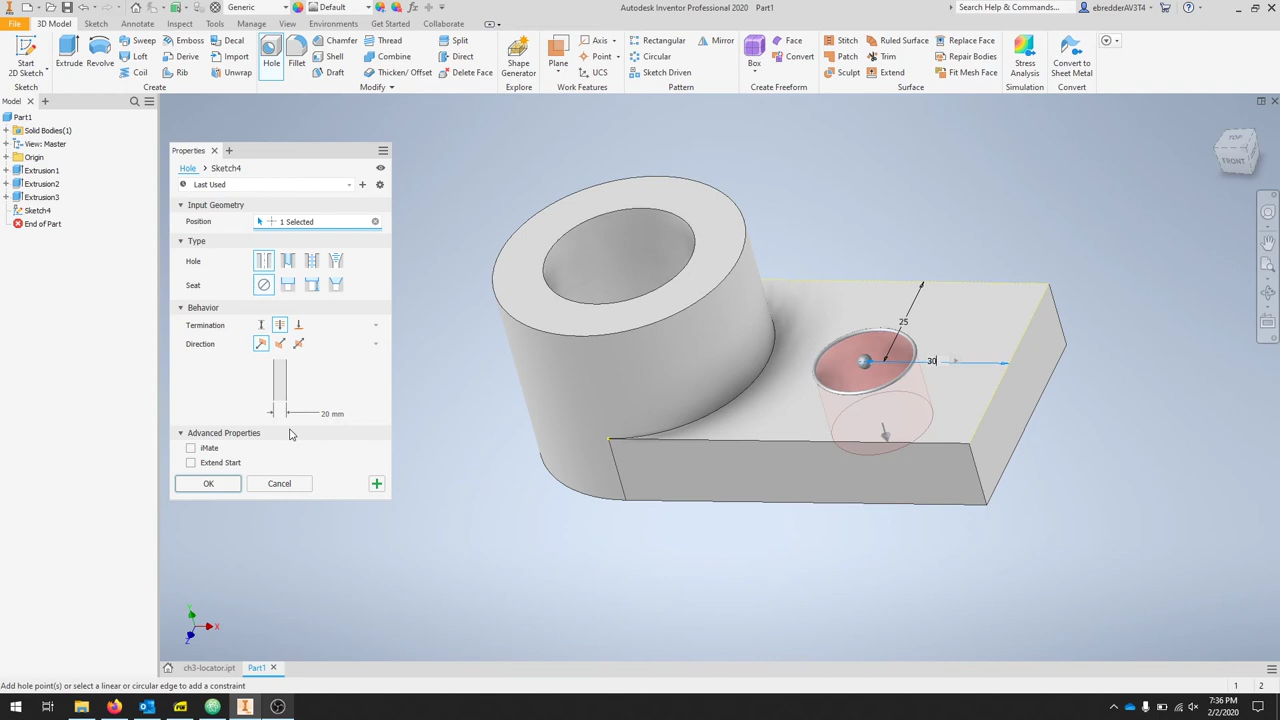 Generic
Default
Autodesk Inventor Professional 2020 Part1
Search Help & Commands...
ebredderAV3T4
File
3D Model
Sketch
Annotate
Inspect
Tools
Manage
View
Environments
Get Started
Collaborate
Start
2D Sketch
Extrude
Revolve
Sweep
Loft
Coil
Emboss
Derive
Rib
Decal
Import
Unwrap
Hole
Fillet
Chamfer
Shell
Draft
Thread
Combine
Thicken/ Offset
Split
Direct
Delete Face
Shape
Generator
Plane
Axis
Point
UCS
Rectangular
Circular
Sketch Driven
Mirror
Box
Face
Convert
Stitch
Patch
Sculpt
Ruled Surface
Trim
Extend
Replace Face
Repair Bodies
Fit Mesh Face
Stress
Analysis
Convert to
Sheet Metal
Sketch
Create
Modify
Explore
Work Features
Pattern
Create Freeform
Surface
Simulation
Convert
Model
Part1
Solid Bodies(1)
View: Master
Origin
Extrusion1
Extrusion2
Extrusion3
Sketch4
End of Part
Properties
Hole > Sketch4
Last Used
Input Geometry
Position 1 Selected
Type
Hole
Seat
Behavior
Termination
Direction
20 mm
Advanced Properties
iMate
Extend Start
OK
Cancel
25
30
TOP
FRONT
Y
X
Z
ch3-locator.ipt
Part1
Add hole point(s) or select a linear or circular edge to add a constraint
1
2
7:36 PM
2/2/2020